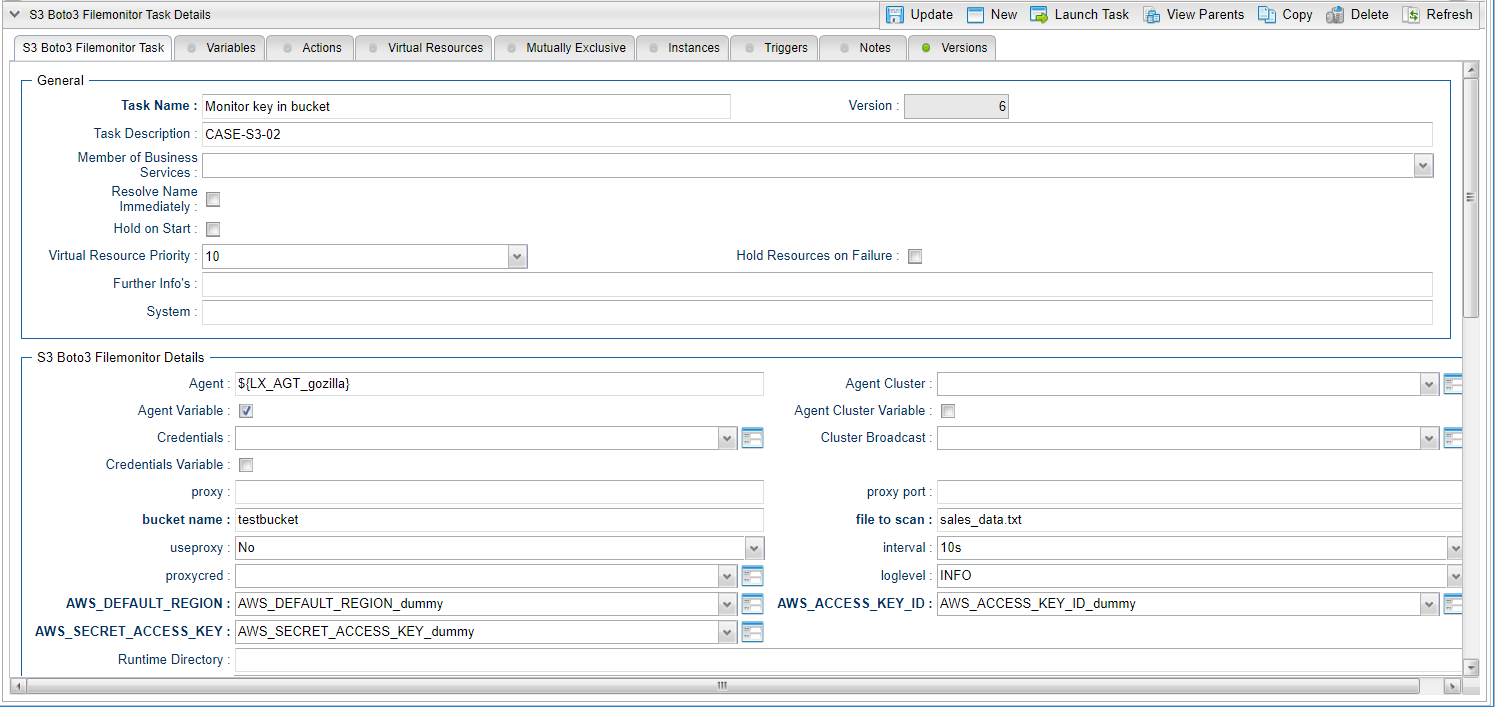 S3 Boto3 Filemonitor Task Details
Update New Launch Task View Parents Copy Delete Refresh
S3 Boto3 Filemonitor Task Variables Actions Virtual Resources Mutually Exclusive Instances Triggers Notes Versions
General
Task Name : Monitor key in bucket Version : 6
Task Description : CASE-S3-02
Member of Business
Services :
Resolve Name
Immediately :
Hold on Start :
Virtual Resource Priority : 10 Hold Resources on Failure :
Further Info's :
System :
S3 Boto3 Filemonitor Details
Agent : ${LX_AGT_gozilla} Agent Cluster :
Agent Variable : Agent Cluster Variable :
Credentials : Cluster Broadcast :
Credentials Variable :
proxy : proxy port :
bucket name : testbucket file to scan : sales_data.txt
useproxy : No interval : 10s
proxycred : loglevel : INFO
AWS_DEFAULT_REGION : AWS_DEFAULT_REGION_dummy AWS_ACCESS_KEY_ID : AWS_ACCESS_KEY_ID_dummy
AWS_SECRET_ACCESS_KEY : AWS_SECRET_ACCESS_KEY_dummy
Runtime Directory :